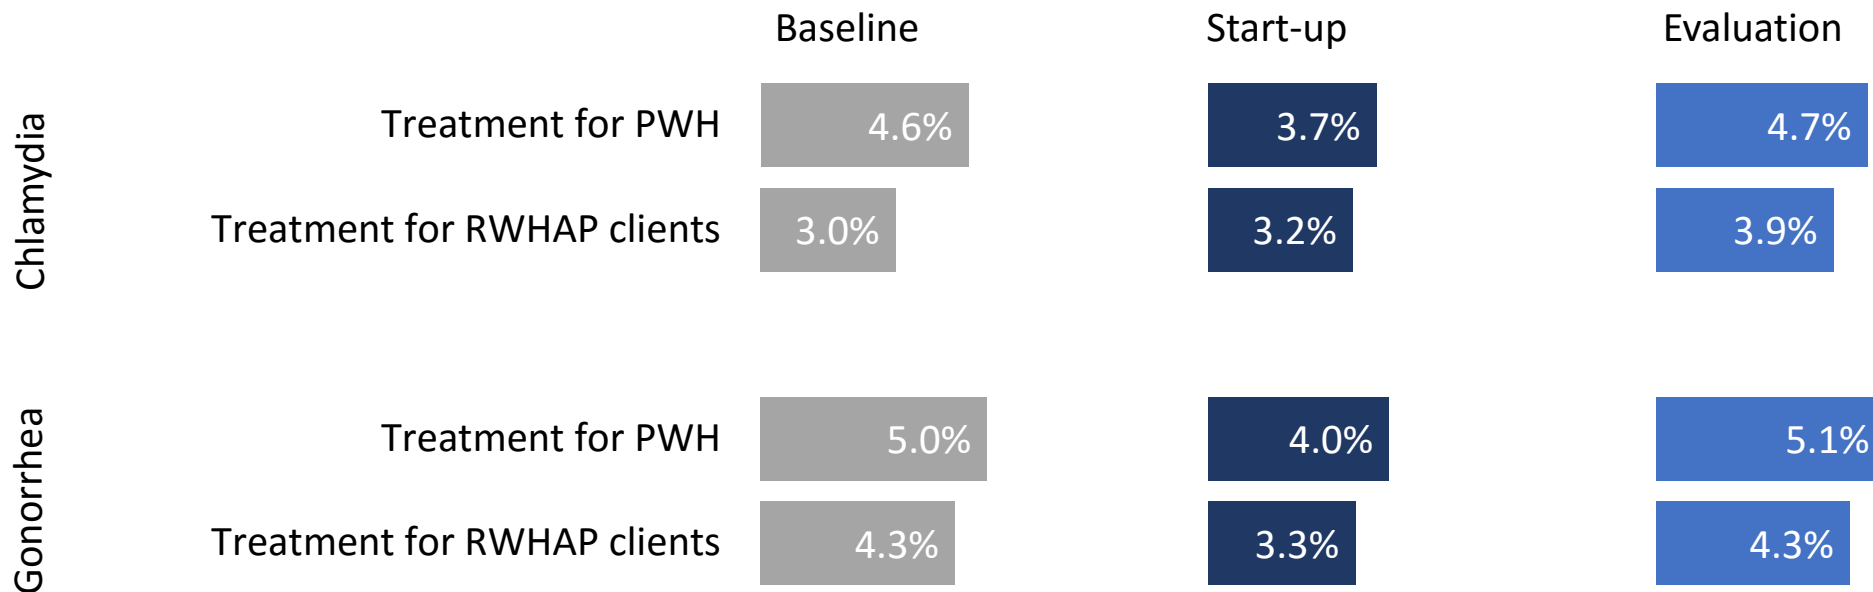 Baseline Start-up Evaluation
Chlamydia
Treatment for PWH 4.6% 3.7% 4.7%
Treatment for RWHAP clients 3.0% 3.2% 3.9%
Gonorrhea
Treatment for PWH 5.0% 4.0% 5.1%
Treatment for RWHAP clients 4.3% 3.3% 4.3%